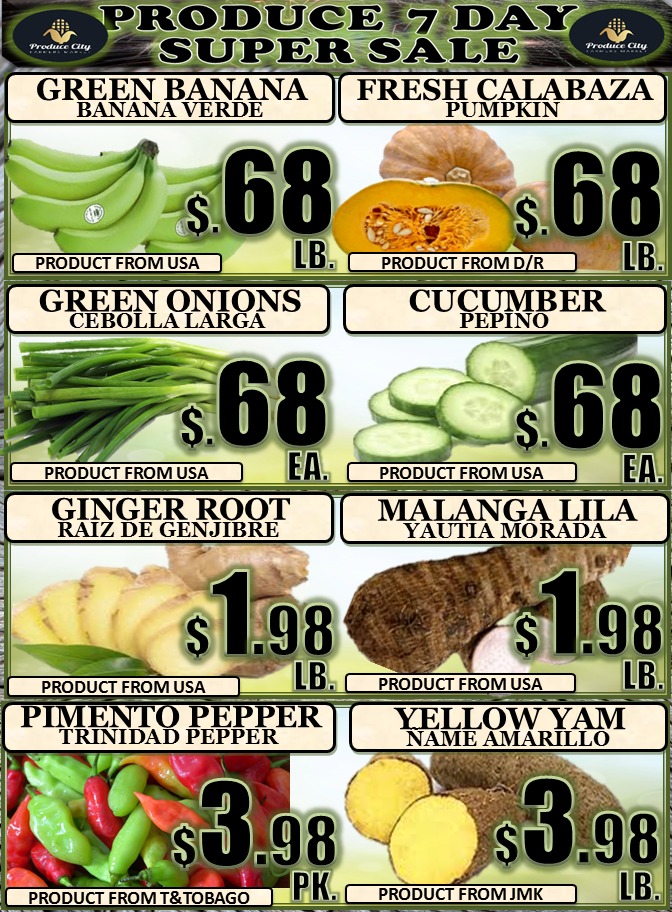 PRODUCE 7 DAY
SUPER SALE
Produce City
FARMERS MARKET
Produce City
FARMERS MARKET
GREEN BANANA
BANANA VERDE
$.68
LB.
PRODUCT FROM USA
FRESH CALABAZA
PUMPKIN
$.68
LB.
PRODUCT FROM D/R
GREEN ONIONS
CEBOLLA LARGA
$.68
EA.
PRODUCT FROM USA
CUCUMBER
PEPINO
$.68
EA.
PRODUCT FROM USA
GINGER ROOT
RAIZ DE GENJIBRE
$1.98
LB.
PRODUCT FROM USA
MALANGA LILA
YAUTIA MORADA
$1.98
LB.
PRODUCT FROM USA
PIMENTO PEPPER
TRINIDAD PEPPER
$3.98
PK.
PRODUCT FROM T&TOBAGO
YELLOW YAM
NAME AMARILLO
$3.98
LB.
PRODUCT FROM JMK